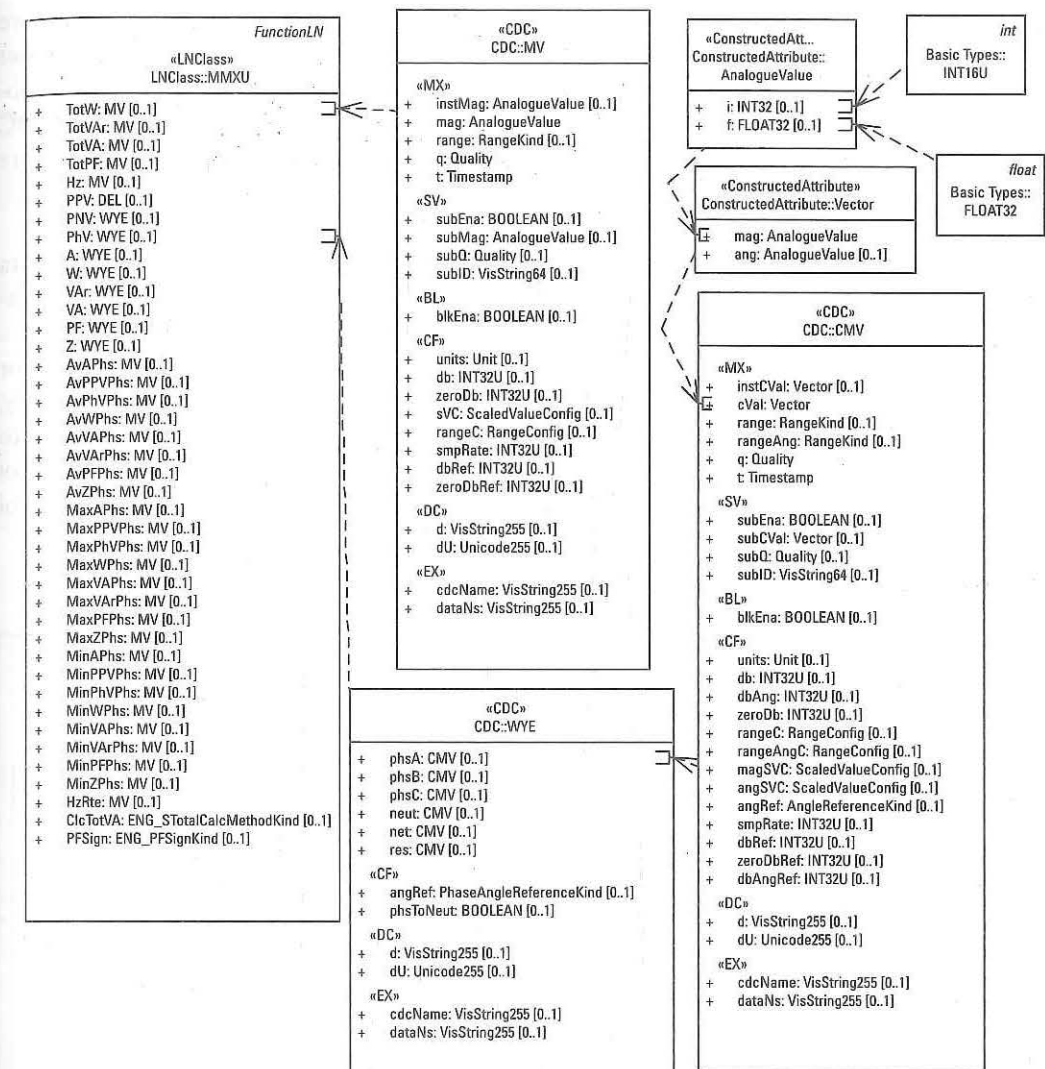 FunctionLN
«LNClass»
LNClass::MMXU
+ TotW: MV [0..1]
+ TotVAr: MV [0..1]
+ TotVA: MV [0..1]
+ TotPF: MV [0..1]
+ Hz: MV [0..1]
+ PPV: DEL [0..1]
+ PNV: WYE [0..1]
+ PhV: WYE [0..1]
+ A: WYE [0..1]
+ W: WYE [0..1]
+ VAr: WYE [0..1]
+ VA: WYE [0..1]
+ PF: WYE [0..1]
+ Z: WYE [0..1]
+ AvAPhs: MV [0..1]
+ AvPPVPhs: MV [0..1]
+ AvPhVPhs: MV [0..1]
+ AvWPhs: MV [0..1]
+ AvVAPhs: MV [0..1]
+ AvVArPhs: MV [0..1]
+ AvPFPhs: MV [0..1]
+ AvZPhs: MV [0..1]
+ MaxAPhs: MV [0..1]
+ MaxPPVPhs: MV [0..1]
+ MaxPhVPhs: MV [0..1]
+ MaxWPhs: MV [0..1]
+ MaxVAPhs: MV [0..1]
+ MaxVArPhs: MV [0..1]
+ MaxPFPhs: MV [0..1]
+ MaxZPhs: MV [0..1]
+ MinAPhs: MV [0..1]
+ MinPPVPhs: MV [0..1]
+ MinPhVPhs: MV [0..1]
+ MinWPhs: MV [0..1]
+ MinVAPhs: MV [0..1]
+ MinVArPhs: MV [0..1]
+ MinPFPhs: MV [0..1]
+ MinZPhs: MV [0..1]
+ HzRte: MV [0..1]
+ ClcTotVA: ENG_STotalCalcMethodKind [0..1]
+ PFSign: ENG_PFSignKind [0..1]
«CDC»
CDC::MV
«MX»
+ instMag: AnalogueValue [0..1]
+ mag: AnalogueValue
+ range: RangeKind [0..1]
+ q: Quality
+ t: Timestamp
«SV»
+ subEna: BOOLEAN [0..1]
+ subMag: AnalogueValue [0..1]
+ subQ: Quality [0..1]
+ subID: VisString64 [0..1]
«BL»
+ blkEna: BOOLEAN [0..1]
«CF»
+ units: Unit [0..1]
+ db: INT32U [0..1]
+ zeroDb: INT32U [0..1]
+ sVC: ScaledValueConfig [0..1]
+ rangeC: RangeConfig [0..1]
+ smpRate: INT32U [0..1]
+ dbRef: INT32U [0..1]
+ zeroDbRef: INT32U [0..1]
«DC»
+ d: VisString255 [0..1]
+ dU: Unicode255 [0..1]
«EX»
+ cdcName: VisString255 [0..1]
+ dataNs: VisString255 [0..1]
«ConstructedAtt...
ConstructedAttribute::
AnalogueValue
+ i: INT32 [0..1]
+ f: FLOAT32 [0..1]
int
Basic Types::
INT16U
float
Basic Types::
FLOAT32
«ConstructedAttribute»
ConstructedAttribute::Vector
+ mag: AnalogueValue
+ ang: AnalogueValue [0..1]
«CDC»
CDC::WYE
+ phsA: CMV [0..1]
+ phsB: CMV [0..1]
+ phsC: CMV [0..1]
+ neut: CMV [0..1]
+ net: CMV [0..1]
+ res: CMV [0..1]
«CF»
+ angRef: PhaseAngleReferenceKind [0..1]
+ phsToNeut: BOOLEAN [0..1]
«DC»
+ d: VisString255 [0..1]
+ dU: Unicode255 [0..1]
«EX»
+ cdcName: VisString255 [0..1]
+ dataNs: VisString255 [0..1]
«CDC»
CDC::CMV
«MX»
+ instCVal: Vector [0..1]
+ cVal: Vector
+ range: RangeKind [0..1]
+ rangeAng: RangeKind [0..1]
+ q: Quality
+ t: Timestamp
«SV»
+ subEna: BOOLEAN [0..1]
+ subCVal: Vector [0..1]
+ subQ: Quality [0..1]
+ subID: VisString64 [0..1]
«BL»
+ blkEna: BOOLEAN [0..1]
«CF»
+ units: Unit [0..1]
+ db: INT32U [0..1]
+ dbAng: INT32U [0..1]
+ zeroDb: INT32U [0..1]
+ rangeC: RangeConfig [0..1]
+ rangeAngC: RangeConfig [0..1]
+ magSVC: ScaledValueConfig [0..1]
+ angSVC: ScaledValueConfig [0..1]
+ angRef: AngleReferenceKind [0..1]
+ smpRate: INT32U [0..1]
+ dbRef: INT32U [0..1]
+ zeroDbRef: INT32U [0..1]
+ dbAngRef: INT32U [0..1]
«DC»
+ d: VisString255 [0..1]
+ dU: Unicode255 [0..1]
«EX»
+ cdcName: VisString255 [0..1]
+ dataNs: VisString255 [0..1]